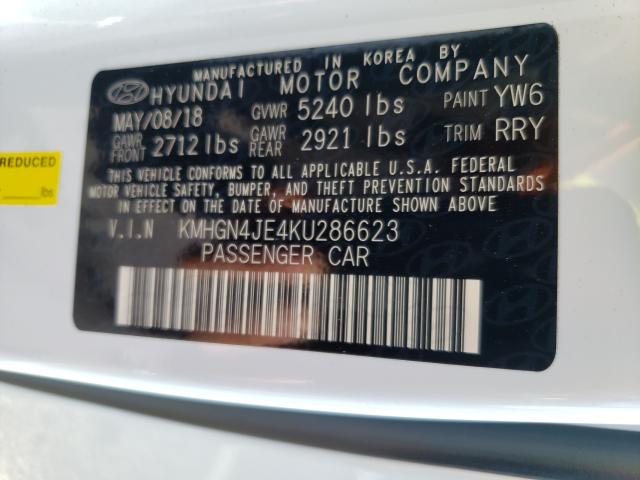 MANUFACTURED IN KOREA BY
HYUNDAI MOTOR COMPANY
MAY/08/18 GVWR 5240 lbs PAINT YW6
GAWR FRONT 2712 lbs GAWR REAR 2921 lbs TRIM RRY
THIS VEHICLE CONFORMS TO ALL APPLICABLE U.S.A. FEDERAL
MOTOR VEHICLE SAFETY, BUMPER, AND THEFT PREVENTION STANDARDS
IN EFFECT ON THE DATE OF MANUFACTURE SHOWN ABOVE
V.I.N KMHGN4JE4KU286623
PASSENGER CAR
REDUCED
lbs